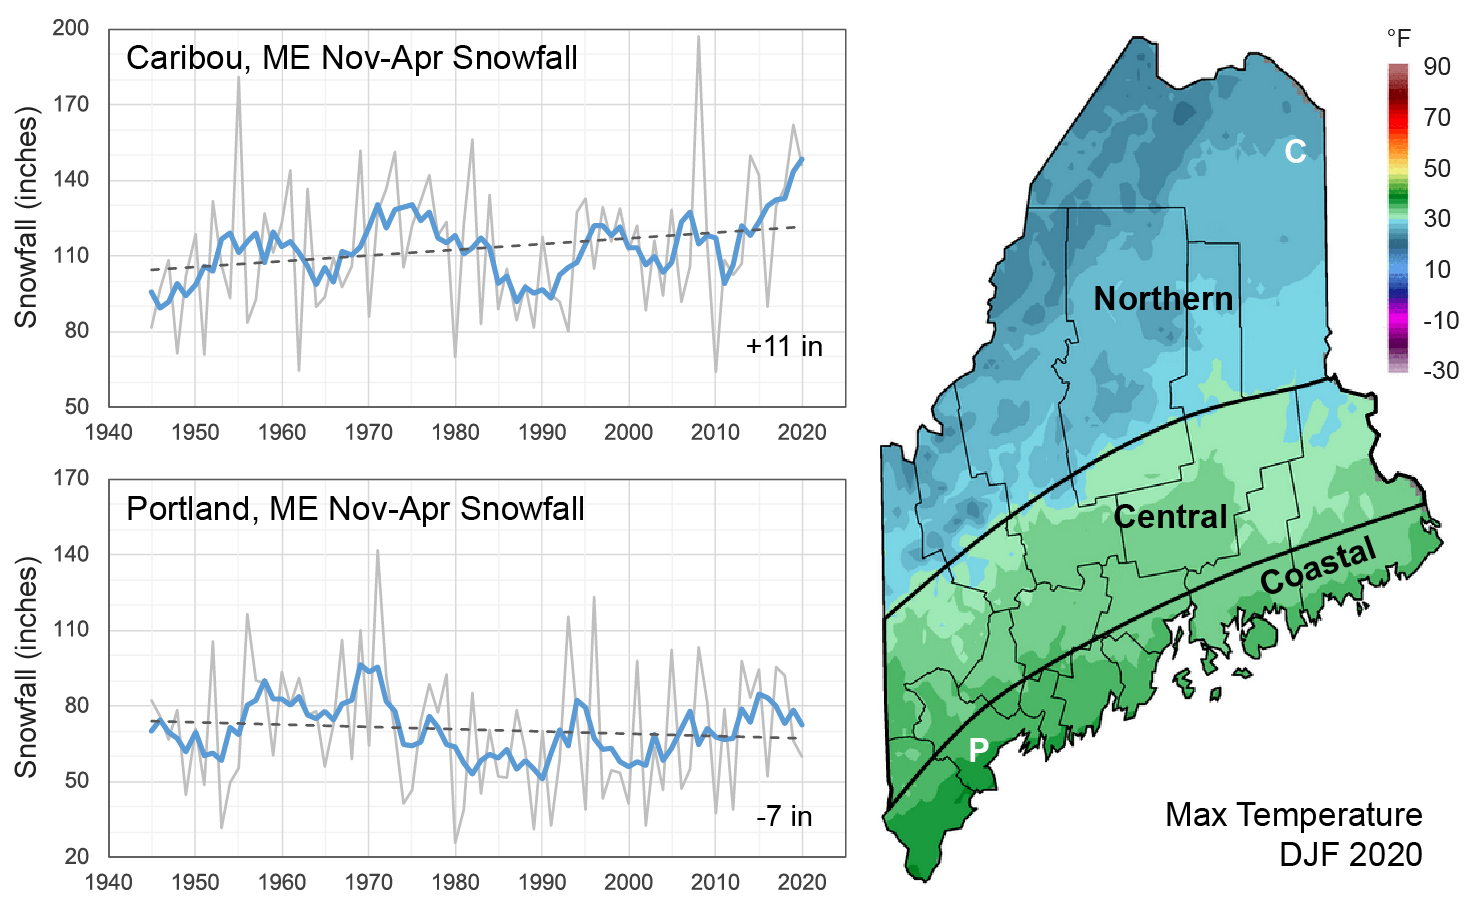 Caribou, ME Nov-Apr Snowfall
Snowfall (inches)
200
170
140
110
80
50
+11 in
1940 1950 1960 1970 1980 1990 2000 2010 2020
Portland, ME Nov-Apr Snowfall
Snowfall (inches)
170
140
110
80
50
20
-7 in
1940 1950 1960 1970 1980 1990 2000 2010 2020
°F
90
70
50
30
10
-10
-30
C
Northern
Central
Coastal
P
Max Temperature
DJF 2020